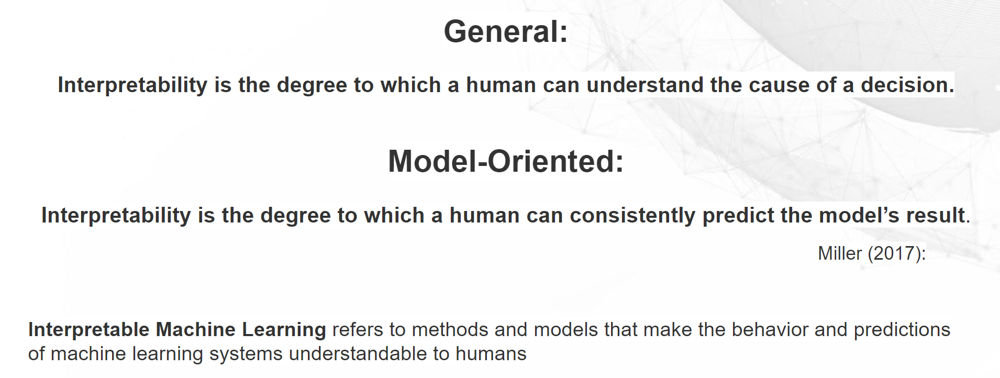 General:
Interpretability is the degree to which a human can understand the cause of a decision.
Model-Oriented:
Interpretability is the degree to which a human can consistently predict the model’s result.
Miller (2017):
Interpretable Machine Learning refers to methods and models that make the behavior and predictions
of machine learning systems understandable to humans